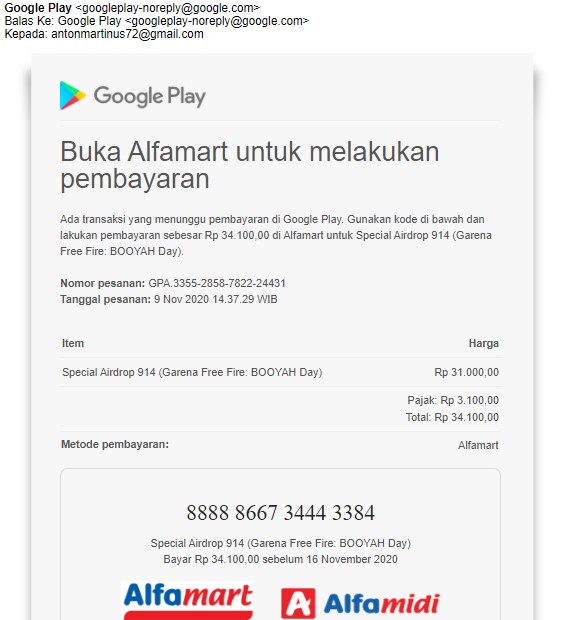 Google Play <googleplay-noreply@google.com>
Balas Ke: Google Play <googleplay-noreply@google.com>
Kepada: antonmartinus72@gmail.com
Google Play
Buka Alfamart untuk melakukan
pembayaran
Ada transaksi yang menunggu pembayaran di Google Play. Gunakan kode di bawah dan
lakukan pembayaran sebesar Rp 34.100,00 di Alfamart untuk Special Airdrop 914 (Garena
Free Fire: BOOYAH Day).
Nomor pesanan: GPA.3355-2858-7822-24431
Tanggal pesanan: 9 Nov 2020 14.37.29 WIB
Item Harga
Special Airdrop 914 (Garena Free Fire: BOOYAH Day) Rp 31.000,00
Pajak: Rp 3.100,00
Total: Rp 34.100,00
Metode pembayaran: Alfamart
8888 8667 3444 3384
Special Airdrop 914 (Garena Free Fire: BOOYAH Day)
Bayar Rp 34.100,00 sebelum 16 November 2020
Alfamart Alfamidi